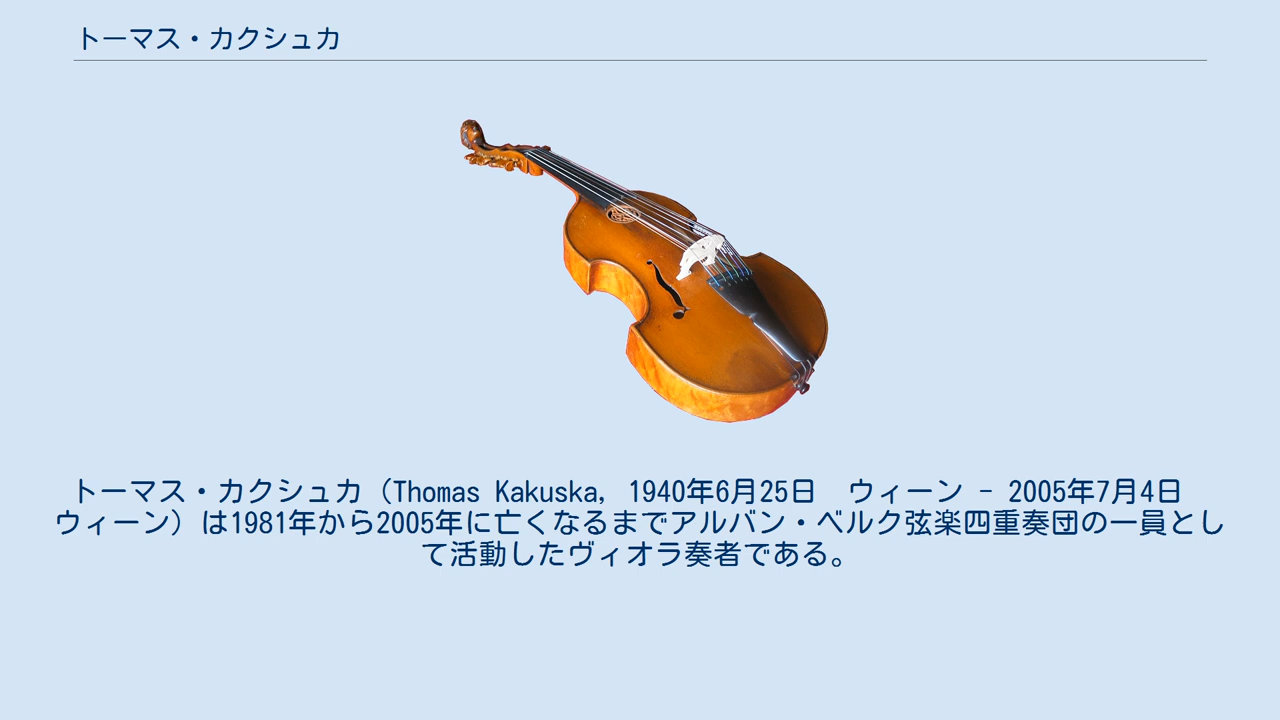 トーマス・カクシュカ
トーマス・カクシュカ（Thomas Kakuska, 1940年6月25日　ウィーン - 2005年7月4日
ウィーン）は1981年から2005年に亡くなるまでアルバン・ベルク弦楽四重奏団の一員とし
て活動したヴィオラ奏者である。